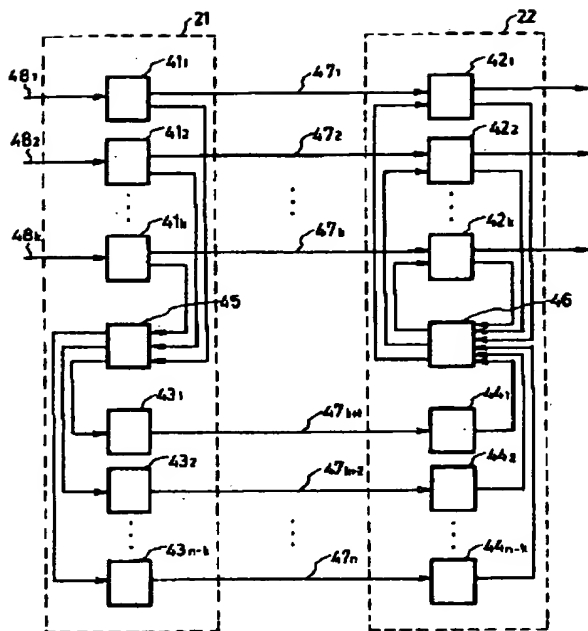 21 22
41₁ 47₁ 42₁
48₁
41₂ 47₂ 42₂
48₂
41k 47k 42k
48k
45 46
43₁ 47k+1 44₁
43₂ 47k+2 44₂
43n-k 47n 44n-k